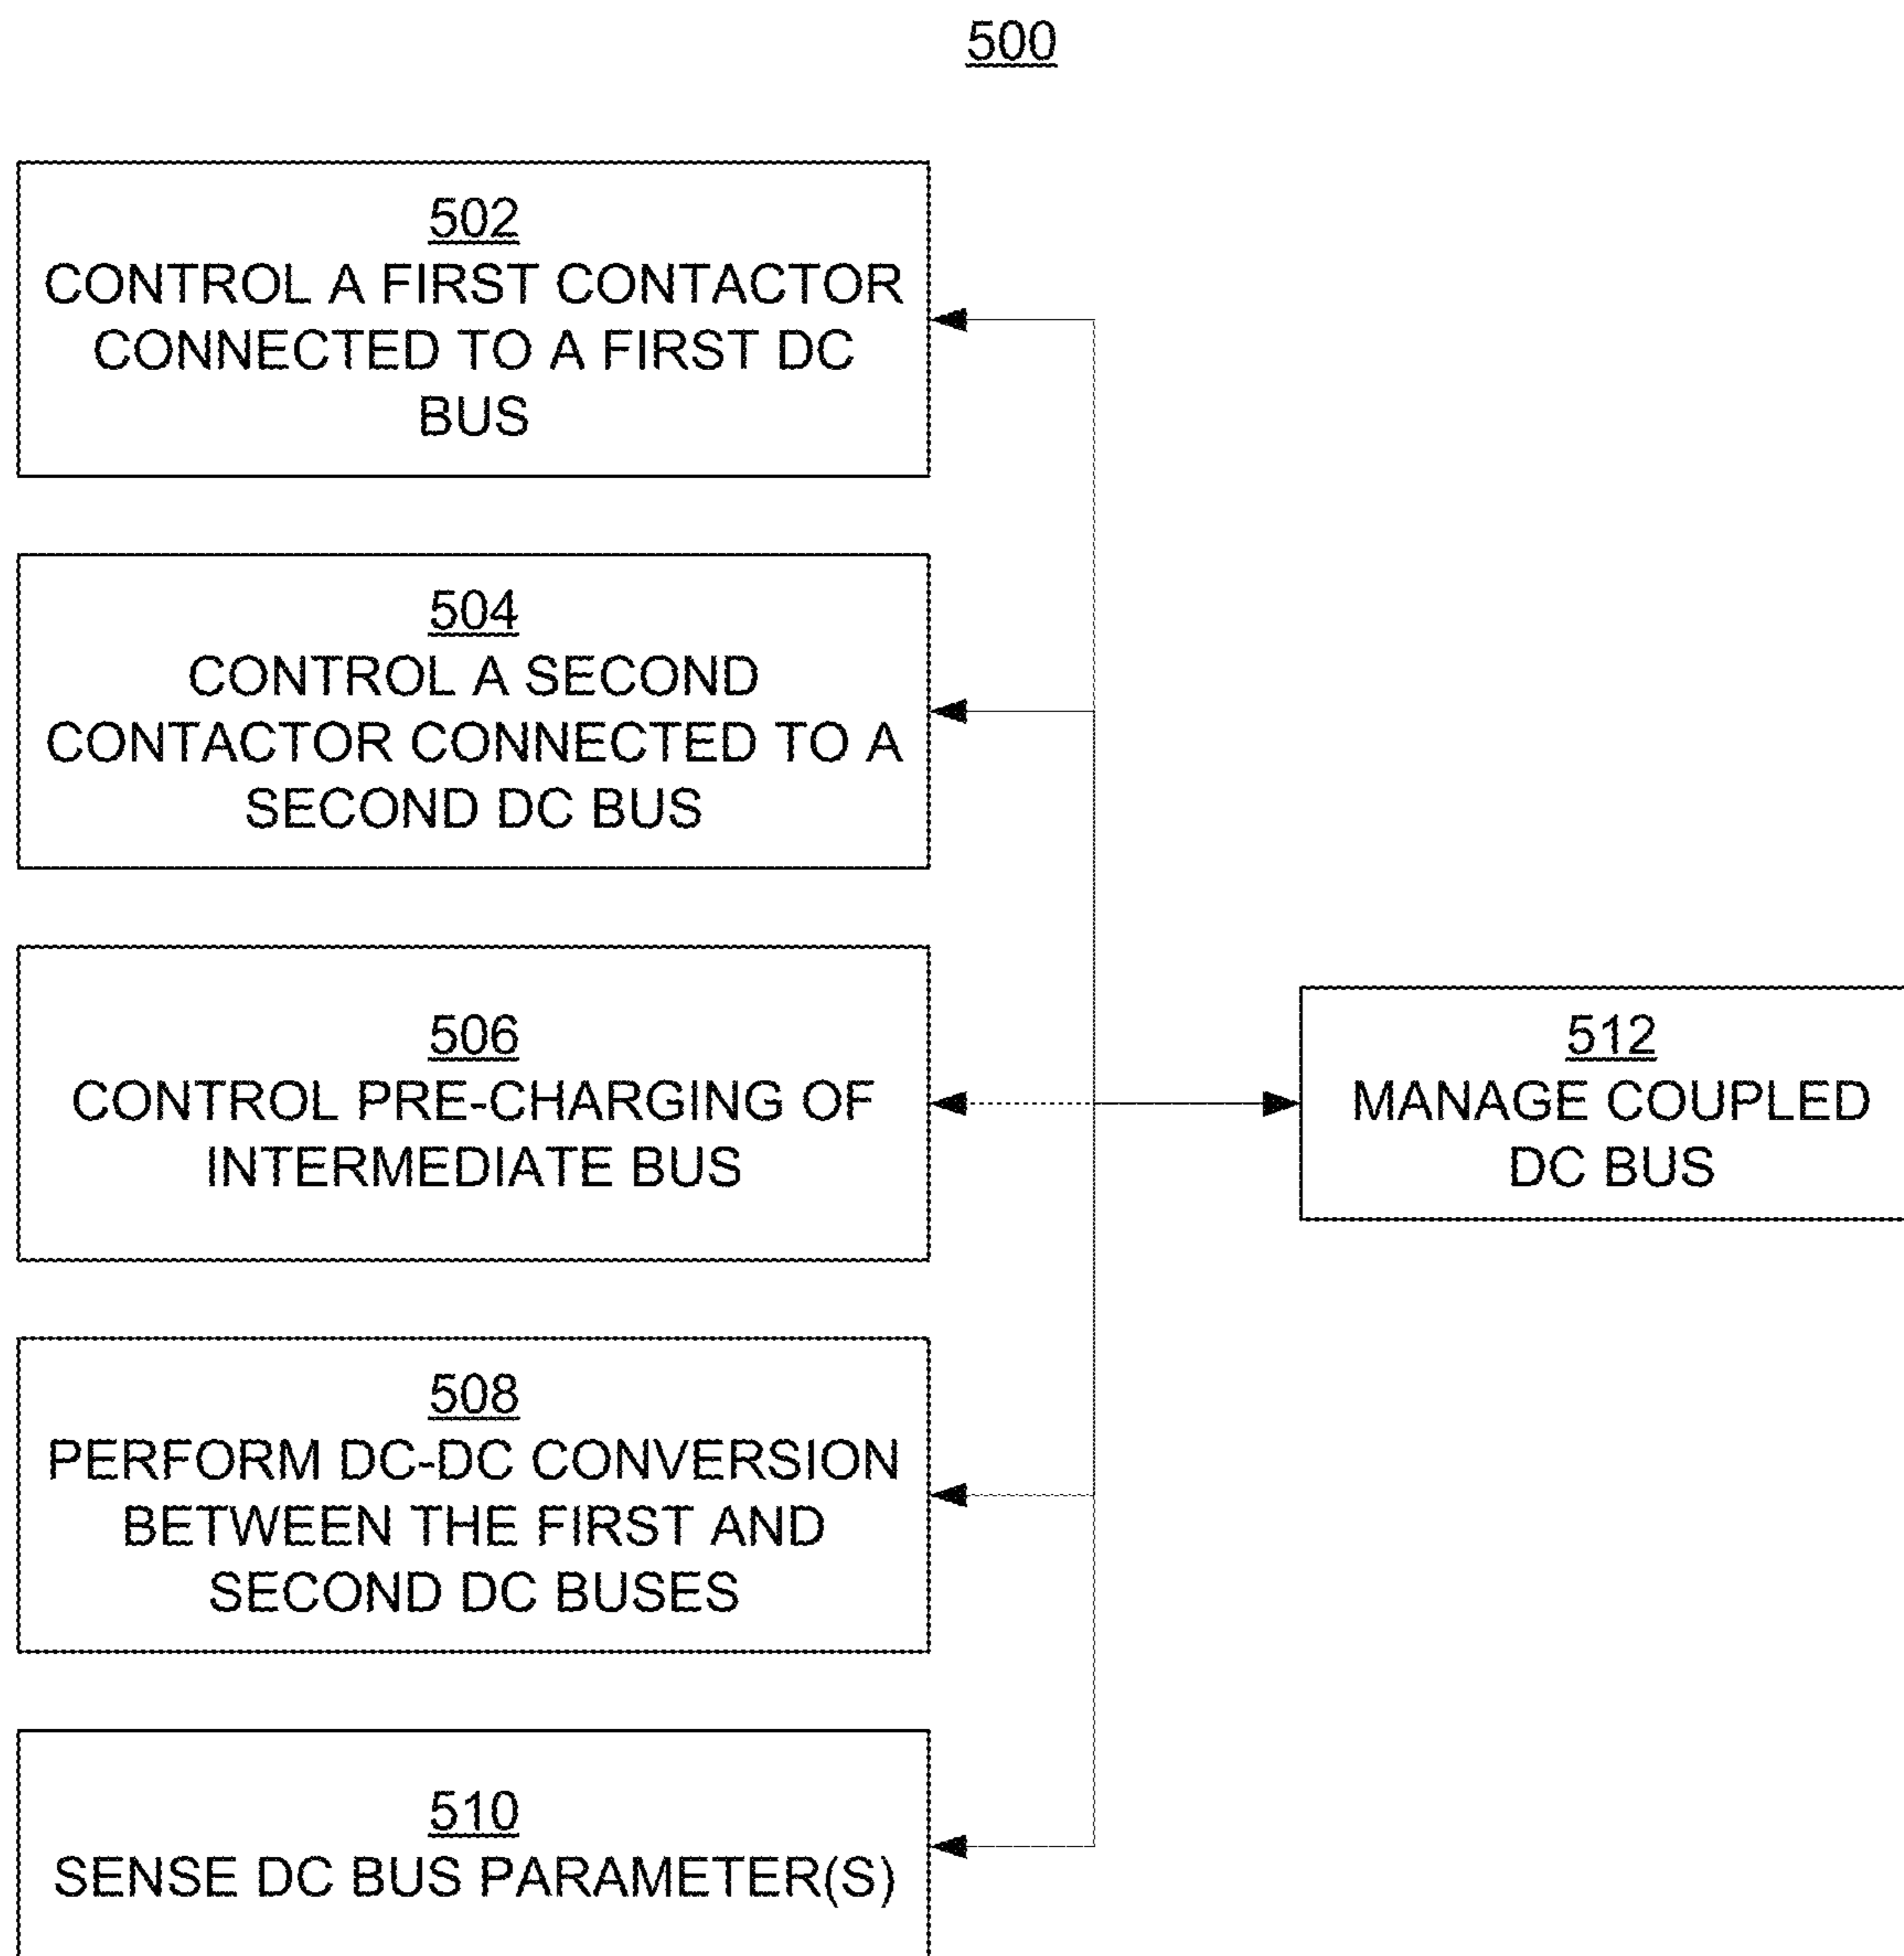 500
502
CONTROL A FIRST CONTACTOR
CONNECTED TO A FIRST DC
BUS
504
CONTROL A SECOND
CONTACTOR CONNECTED TO A
SECOND DC BUS
506
CONTROL PRE-CHARGING OF
INTERMEDIATE BUS
508
PERFORM DC-DC CONVERSION
BETWEEN THE FIRST AND
SECOND DC BUSES
510
SENSE DC BUS PARAMETER(S)
512
MANAGE COUPLED
DC BUS